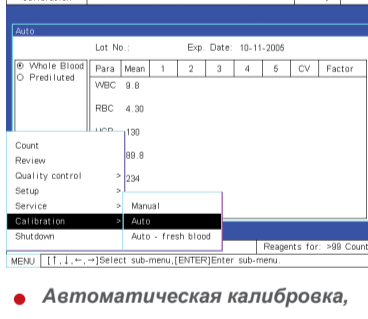 Auto
Lot No.: Exp. Date: 10-11-2005
Whole Blood
Prediluted
Para Mean 1 2 3 4 5 CV Factor
WBC 9.8
RBC 4.30
130
89.8
234
Count
Review
Quality control >
Setup >
Service >
Calibration >
Shutdown
Manual
Auto
Auto - fresh blood
Reagents for: >99 Count
MENU [↑,↓,←,→]Select sub-menu,[ENTER]Enter sub-menu.
• Автоматическая калибровка,